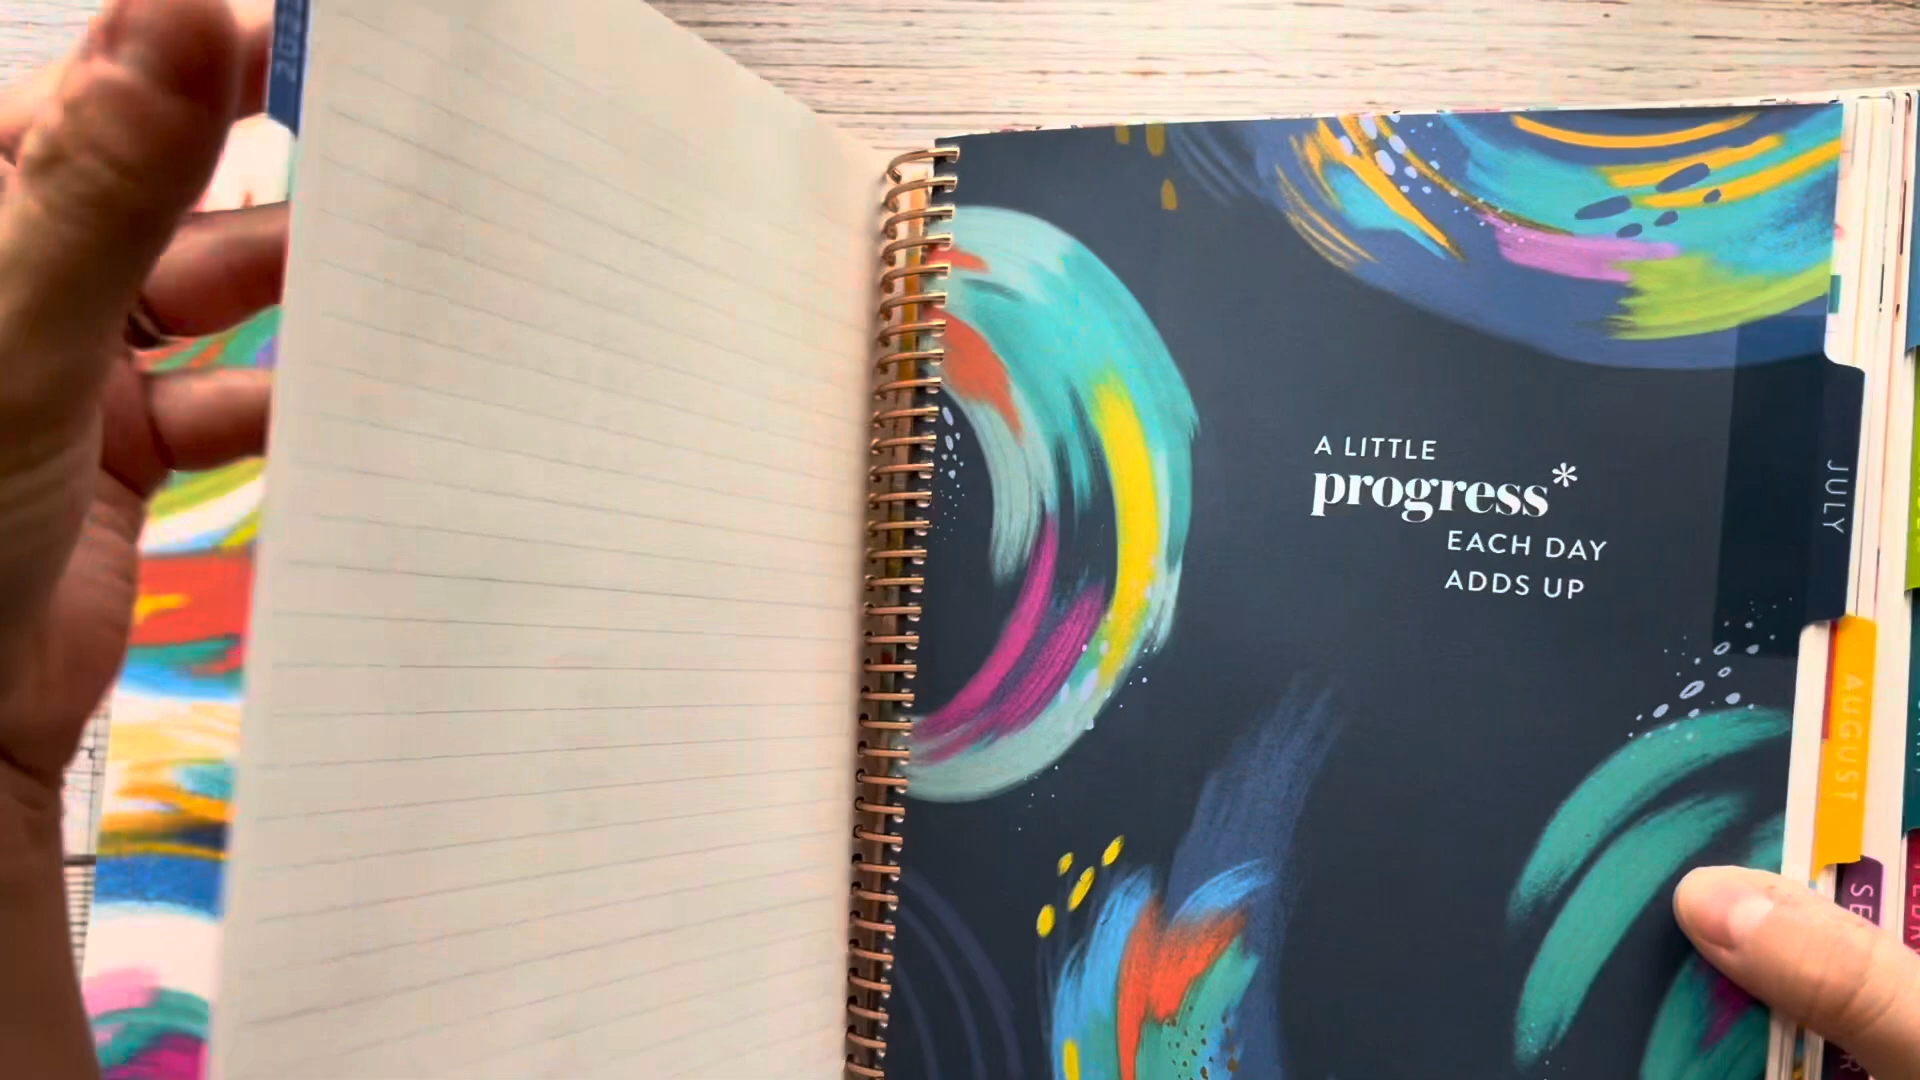 A LITTLE
progress*
EACH DAY
ADDS UP
JULY
AUGUST